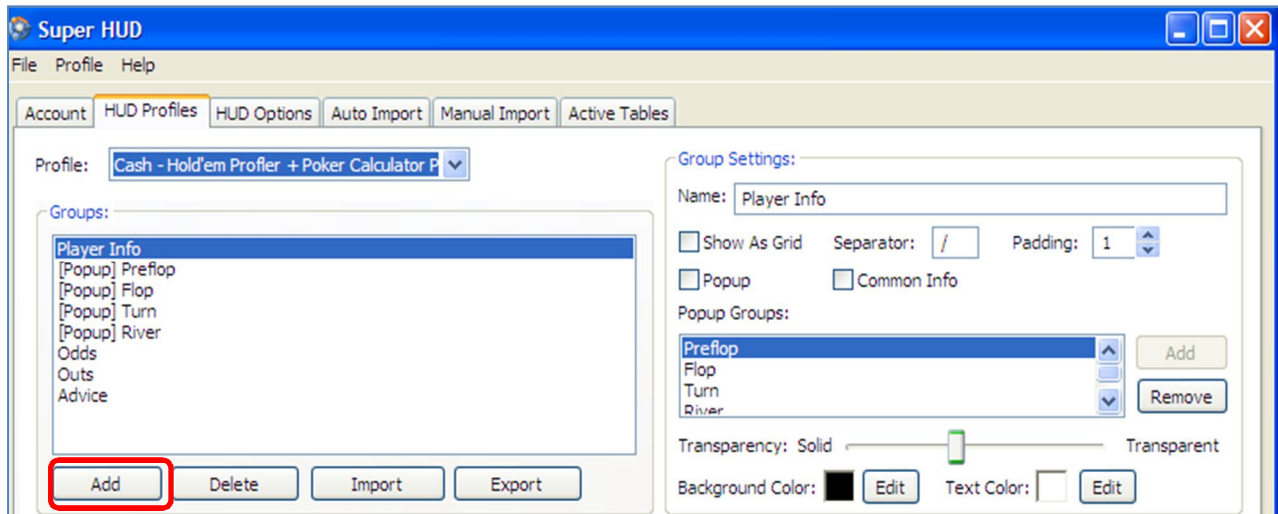 Super HUD
File Profile Help
Account HUD Profiles HUD Options Auto Import Manual Import Active Tables
Profile: Cash - Hold'em Profler + Poker Calculator P
Groups:
Player Info
[Popup] Preflop
[Popup] Flop
[Popup] Turn
[Popup] River
Odds
Outs
Advice
Add Delete Import Export
Group Settings:
Name: Player Info
Show As Grid Separator: / Padding: 1
Popup Common Info
Popup Groups:
Preflop
Flop
Turn
River
Add
Remove
Transparency: Solid Transparent
Background Color: Edit Text Color: Edit